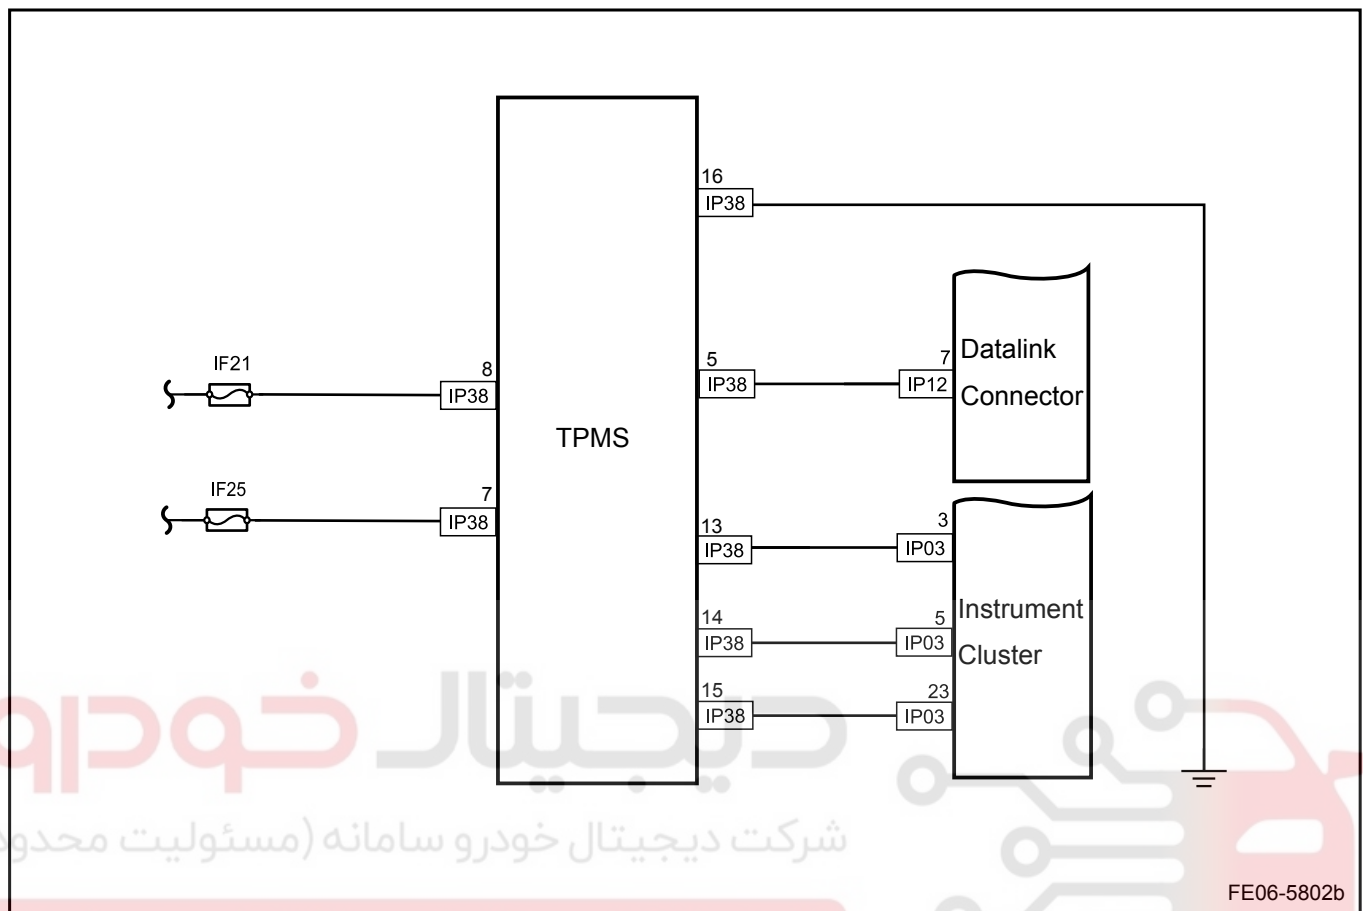 16
IP38
IF21
8
IP38
5
IP38
7
IP12
Datalink
Connector
TPMS
IF25
7
IP38
13
IP38
3
IP03
14
IP38
5
IP03
Instrument
Cluster
15
IP38
23
IP03
دیجیتال خودرو
شرکت دیجیتال خودرو سامانه (مسئولیت محدود
FE06-5802b